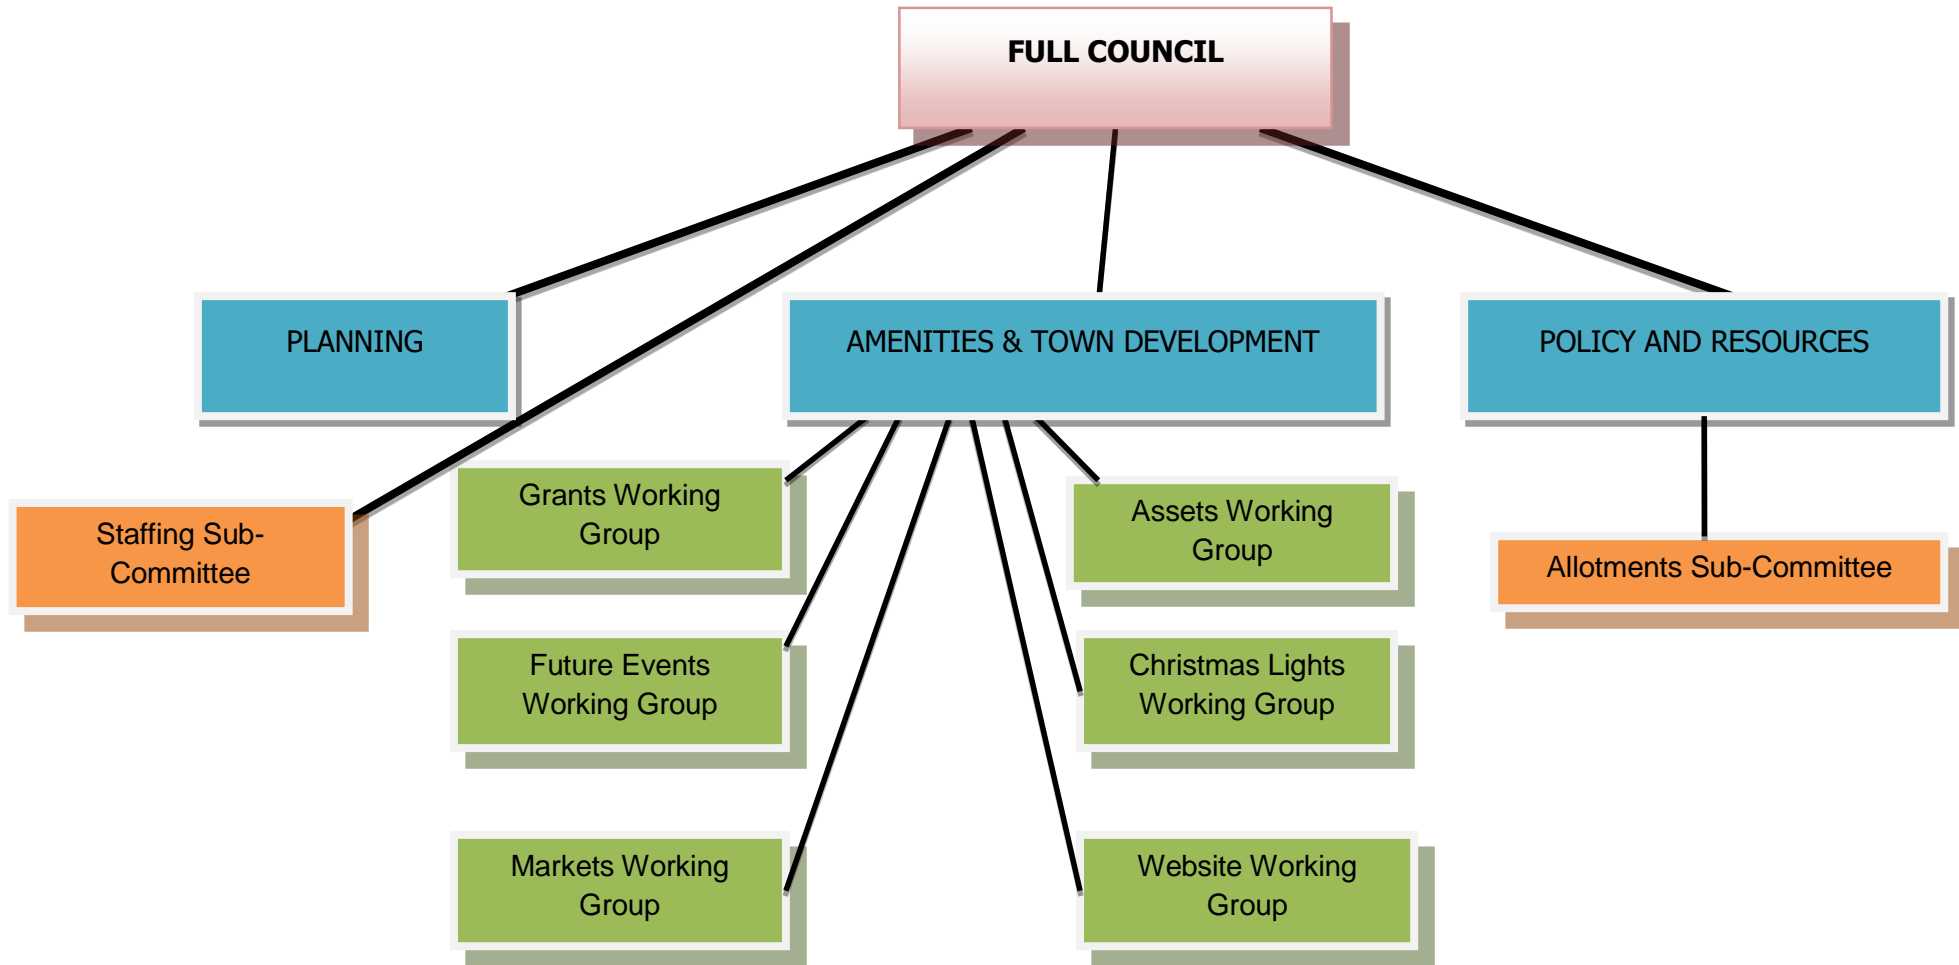 FULL COUNCIL
PLANNING
AMENITIES & TOWN DEVELOPMENT
POLICY AND RESOURCES
Staffing Sub-
Committee
Grants Working
Group
Assets Working
Group
Allotments Sub-Committee
Future Events
Working Group
Christmas Lights
Working Group
Markets Working
Group
Website Working
Group